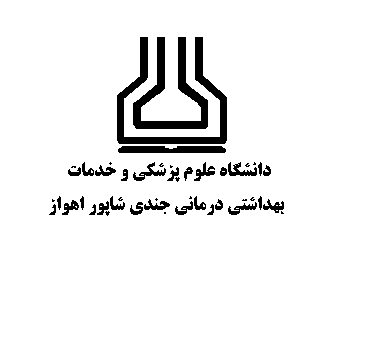 دانشگاه علوم پزشکی و خدمات
بهداشتی درمانی جندی شاپور اهواز